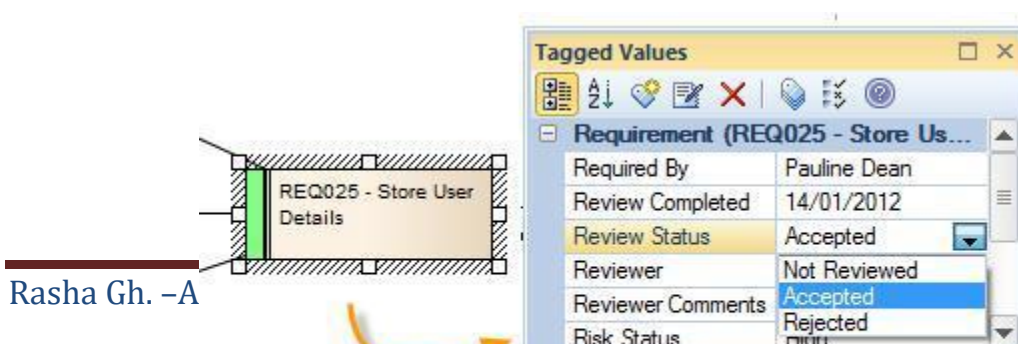 Tagged Values
Requirement (REQ025 - Store Us...
Required By Pauline Dean
Review Completed 14/01/2012
Review Status Accepted
Reviewer Not Reviewed
Reviewer Comments Accepted
Rejected
Risk Status High
REQ025 - Store User
Details
Rasha Gh. –A